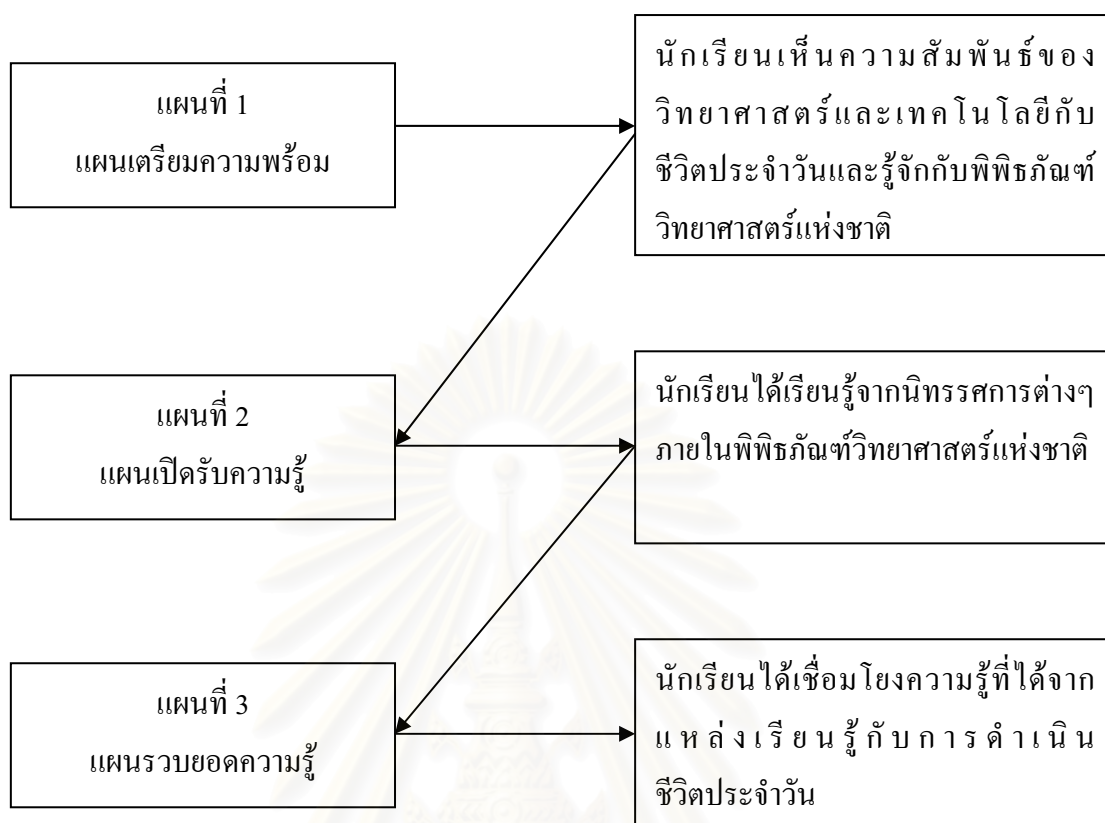 แผนที่ 1
แผนเตรียมความพร้อม
นักเรียนเห็นความสัมพันธ์ของ
วิทยาศาสตร์และเทคโนโลยีกับ
ชีวิตประจำวันและรู้จักกับพิพิธภัณฑ์
วิทยาศาสตร์แห่งชาติ
แผนที่ 2
แผนเปิดรับความรู้
นักเรียนได้เรียนรู้จากนิทรรศการต่างๆ
ภายในพิพิธภัณฑ์วิทยาศาสตร์แห่งชาติ
แผนที่ 3
แผนรวบยอดความรู้
นักเรียนได้เชื่อมโยงความรู้ที่ได้จาก
แหล่งเรียนรู้กับการดำเนิน
ชีวิตประจำวัน